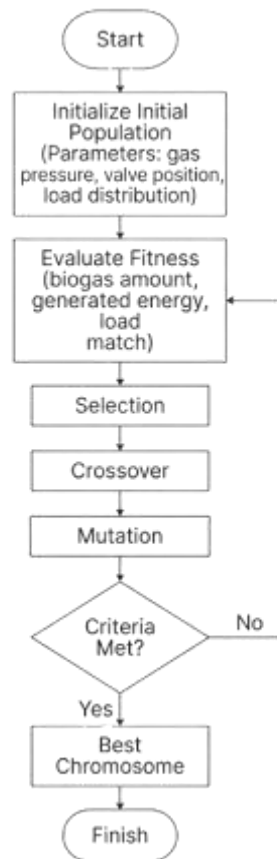 Start
Initialize Initial
Population
(Parameters: gas
pressure, valve position,
load distribution)
Evaluate Fitness
(biogas amount,
generated energy,
load
match)
Selection
Crossover
Mutation
Criteria
Met?
No
Yes
Best
Chromosome
Finish